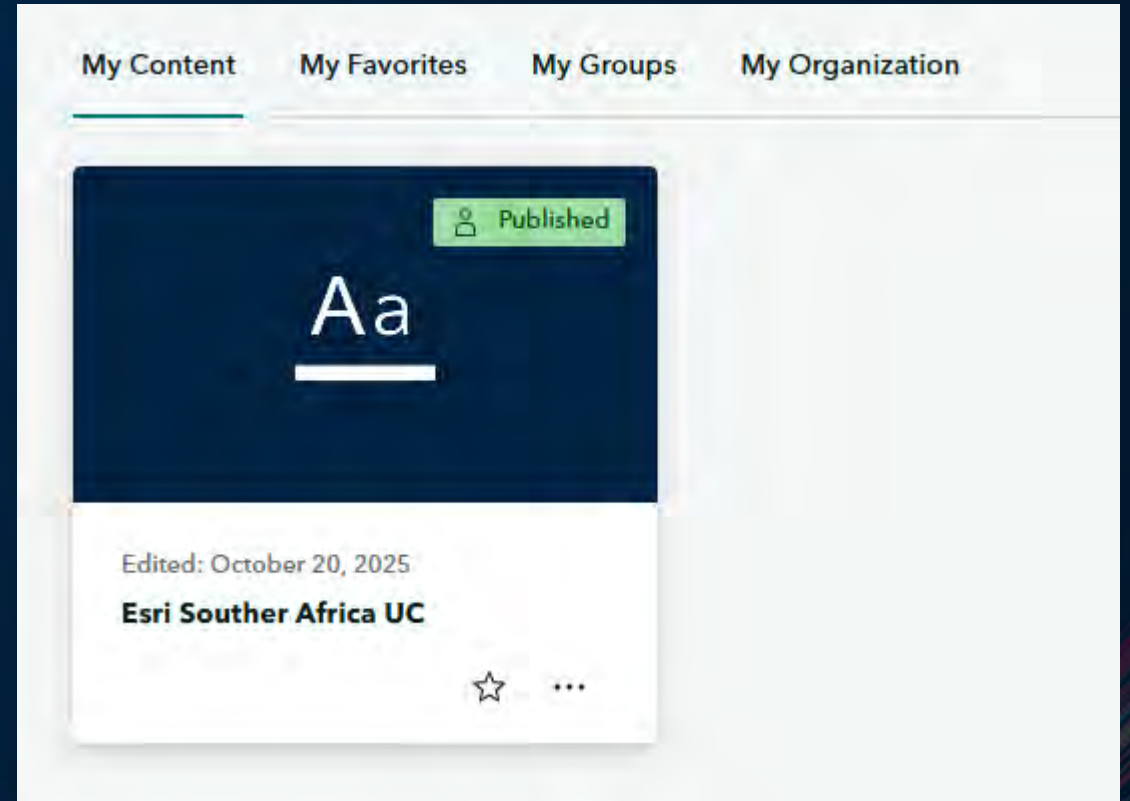 My Content My Favorites My Groups My Organization
Published
Aa
Edited: October 20, 2025
Esri Souther Africa UC